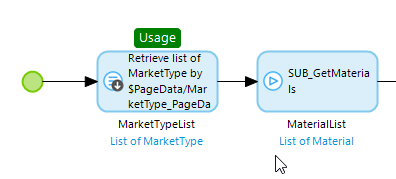 Usage
Retrieve list of
MarketType by
$PageData/Mar
ketType_PageDa
SUB_GetMateria
ls
MarketTypeList
List of MarketType
MaterialList
List of Material